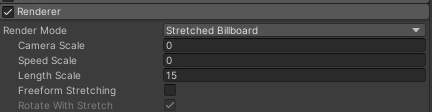 Renderer
Render Mode Stretched Billboard
Camera Scale 0
Speed Scale 0
Length Scale 15
Freeform Stretching
Rotate With Stretch